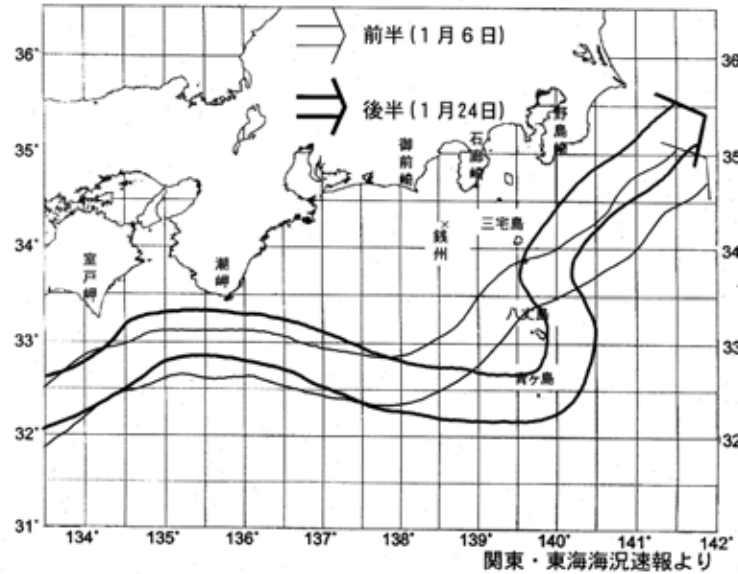 前半(1月6日)
後半(1月24日)
36°
35°
34°
33°
32°
31°
36°
35
34
33
32
野島崎
石廊崎
御前崎
三宅島
銭州
室戸岬
潮岬
八丈島
青ヶ島
134°
135°
136°
137°
138°
139°
140°
141°
142°
関東・東海海況速報より